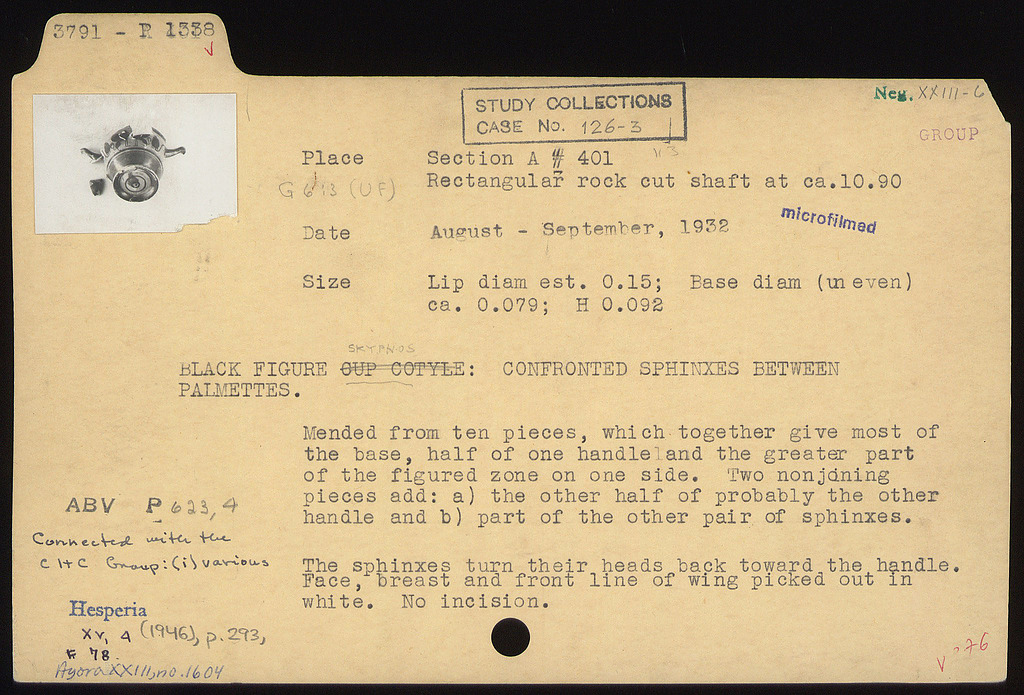 3791 - P 1338
Neg. XXIII-6
GROUP
STUDY COLLECTIONS
CASE No. 126-3
Place Section A # 401
G 6:3 (UF) Rectangular rock cut shaft at ca.10.90
microfilmed
Date August - September, 1932
Size Lip diam est. 0.15; Base diam (uneven)
ca. 0.079; H 0.092
SKYPHOS
BLACK FIGURE CUP COTYLE: CONFRONTED SPHINXES BETWEEN
PALMETTES.
Mended from ten pieces, which together give most of
the base, half of one handle and the greater part
of the figured zone on one side. Two nonjoining
pieces add: a) the other half of probably the other
handle and b) part of the other pair of sphinxes.
The sphinxes turn their heads back toward the handle.
Face, breast and front line of wing picked out in
white. No incision.
ABV P 623, 4
Connected with the
CHC Group: (i) various
Hesperia
XV, 4 (1946), p. 293,
F 78
Agora XXIII, no. 1604